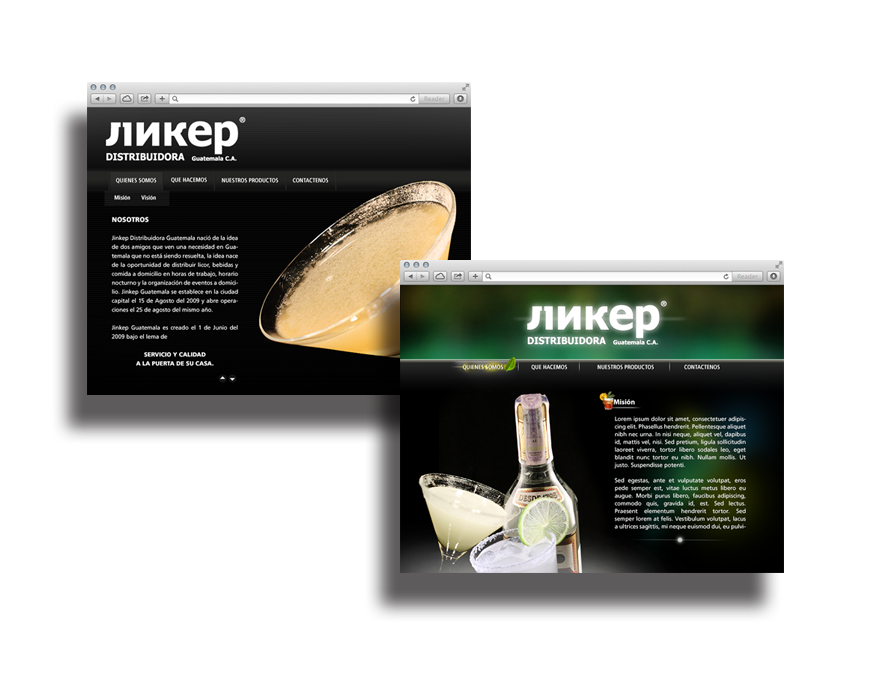 Reader
ЛИКЕР®
DISTRIBUIDORA Guatemala C.A.
QUIENES SOMOS QUE HACEMOS NUESTROS PRODUCTOS CONTACTENOS
Misión Visión
NOSOTROS
Jinkep Distribuidora Guatemala nació de la idea
de dos amigos que ven una necesidad en Gua-
temala que no está siendo resuelta, la idea nace
de la oportunidad de distribuir licor, bebidas y
comida a domicilio en horas de trabajo, horario
nocturno y la organización de eventos a domici-
lio. Jinkep Guatemala se establece en la ciudad
capital el 15 de Agosto del 2009 y abre opera-
ciones el 25 de agosto del mismo año.
Jinkep Guatemala es creado el 1 de Junio del
2009 bajo el lema de
SERVICIO Y CALIDAD
A LA PUERTA DE SU CASA.
Reader
ЛИКЕР®
DISTRIBUIDORA Guatemala C.A.
QUIENES SOMOS QUE HACEMOS NUESTROS PRODUCTOS CONTACTENOS
Misión
Lorem ipsum dolor sit amet, consectetuer adipis-
cing elit. Phasellus hendrerit. Pellentesque aliquet
nibh nec urna. In nisi neque, aliquet vel, dapibus
id, mattis vel, nisi. Sed pretium, ligula sollicitudin
laoreet viverra, tortor libero sodales leo, eget
blandit nunc tortor eu nibh. Nullam mollis. Ut
justo. Suspendisse potenti.
Sed egestas, ante et vulputate volutpat, eros
pede semper est, vitae luctus metus libero eu
augue. Morbi purus libero, faucibus adipiscing,
commodo quis, gravida id, est. Sed lectus.
Praesent elementum hendrerit tortor. Sed
semper lorem at felis. Vestibulum volutpat, lacus
a ultrices sagittis, mi neque euismod dui, eu pulvi-